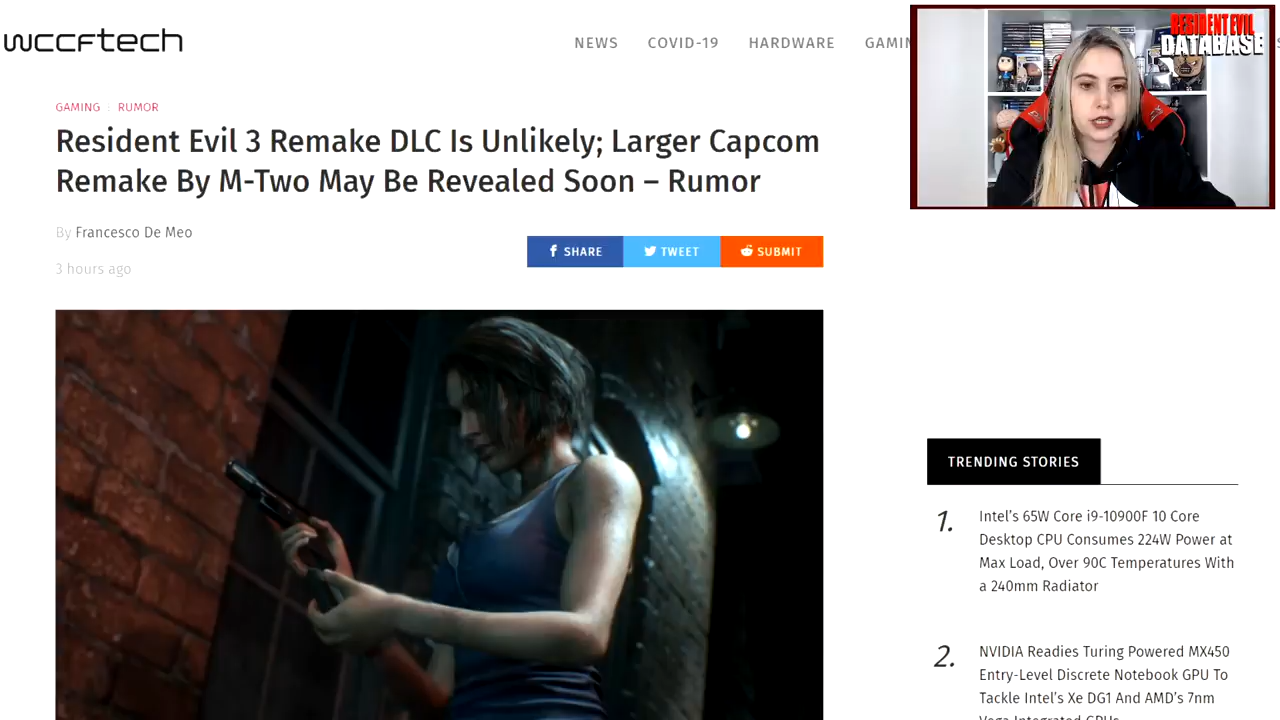 wccftech
NEWS COVID-19 HARDWARE GAMIN
RESIDENT EVIL
DATABASE
GAMING : RUMOR
Resident Evil 3 Remake DLC Is Unlikely; Larger Capcom
Remake By M-Two May Be Revealed Soon – Rumor
By Francesco De Meo
3 hours ago
SHARE
TWEET
SUBMIT
TRENDING STORIES
1. Intel's 65W Core i9-10900F 10 Core
Desktop CPU Consumes 224W Power at
Max Load, Over 90C Temperatures With
a 240mm Radiator
2. NVIDIA Readies Turing Powered MX450
Entry-Level Discrete Notebook GPU To
Tackle Intel's Xe DG1 And AMD's 7nm
Vega Integrated GPUs